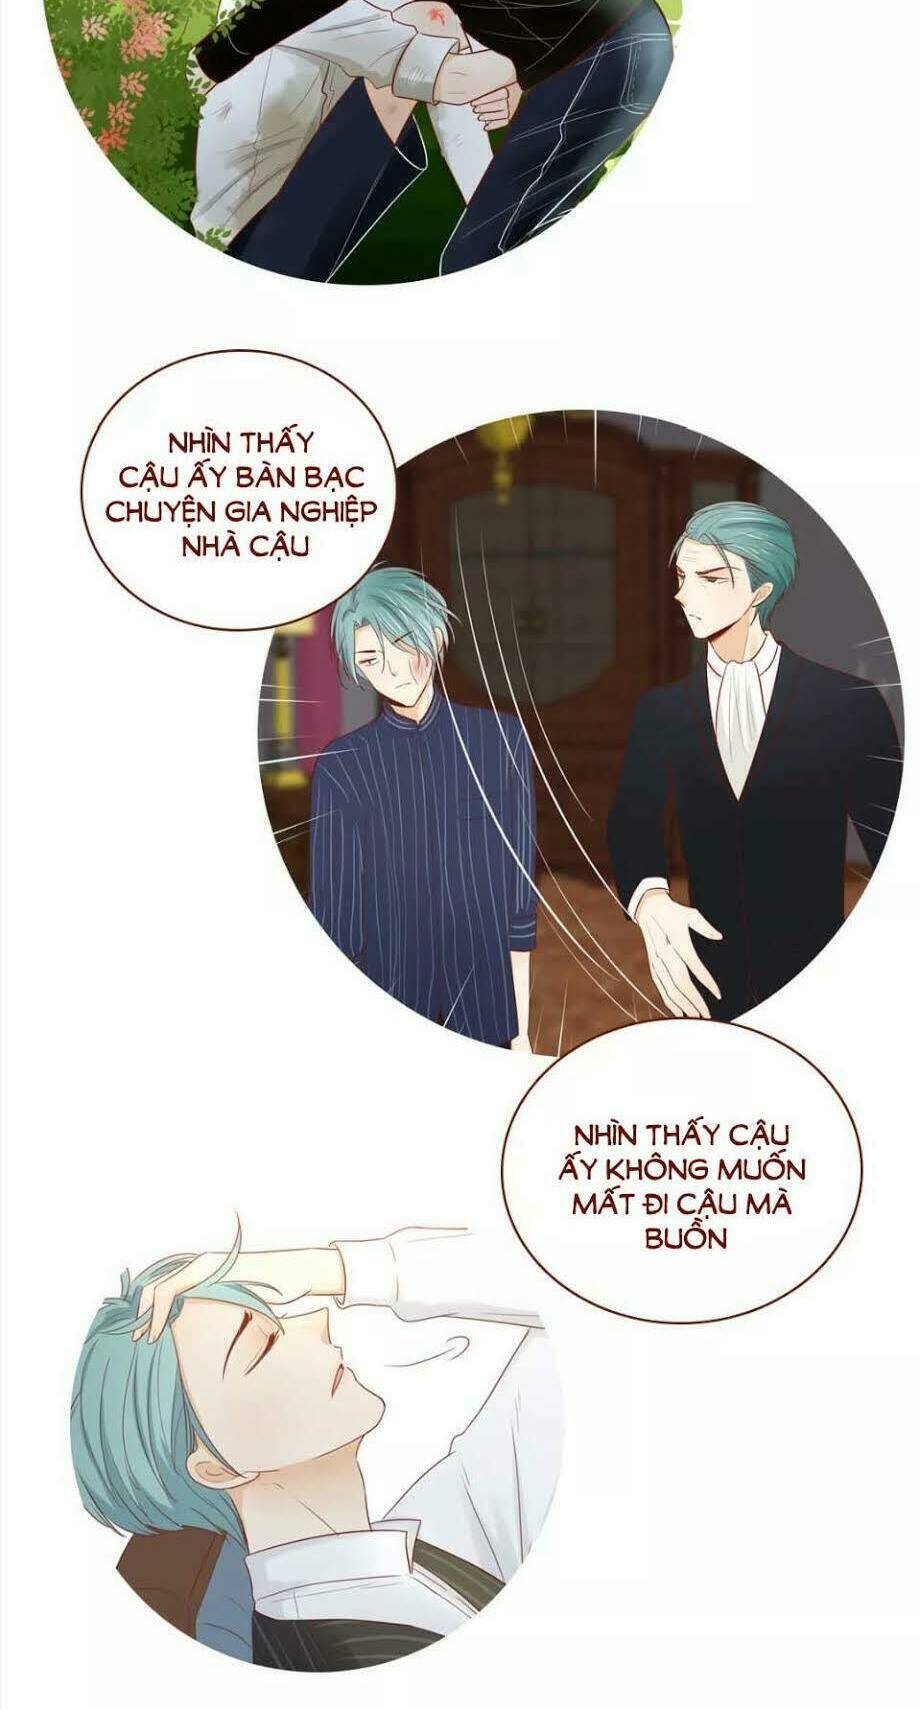 NHÌN THẤY
CẬU ẤY BÀN BẠC
CHUYỆN GIA NGHIỆP
NHÀ CẬU
NHÌN THẤY CẬU
ẤY KHÔNG MUỐN
MẤT ĐI CẬU MÀ
BUỒN